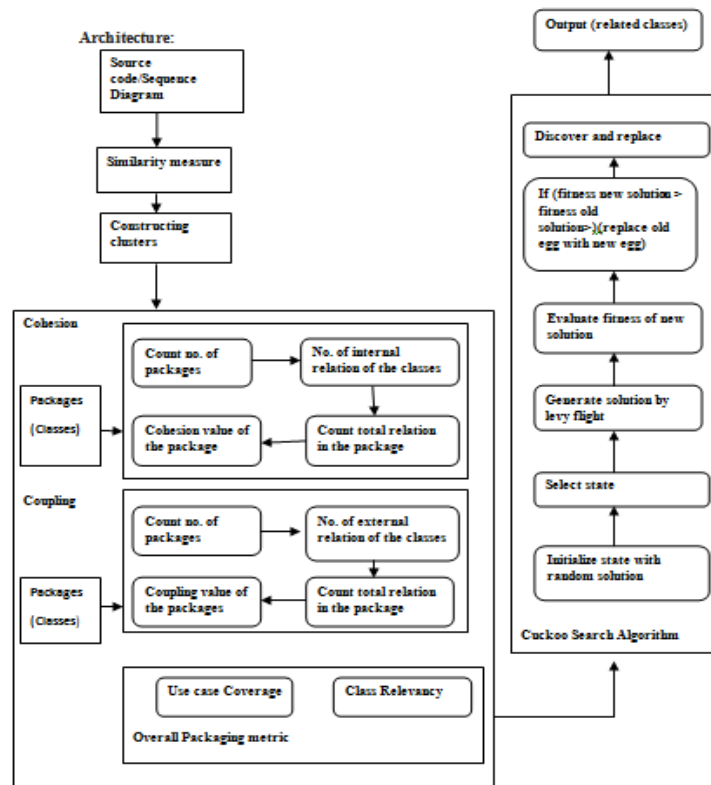 Architecture:
Source
code/Sequence
Diagram
Similarity measure
Constructing
clusters
Cohesion
Count no. of
packages
No. of internal
relation of the classes
Packages
(Classes)
Cohesion value of
the package
Count total relation
in the package
Coupling
Count no. of
packages
No. of external
relation of the classes
Packages
(Classes)
Coupling value of
the packages
Count total relation
in the package
Use case Coverage
Class Relevancy
Overall Packaging metric
Output (related classes)
Discover and replace
If (fitness new solution >
fitness old
solution>)(replace old
egg with new egg)
Evaluate fitness of new
solution
Generate solution by
levy flight
Select state
Initialize state with
random solution
Cuckoo Search Algorithm